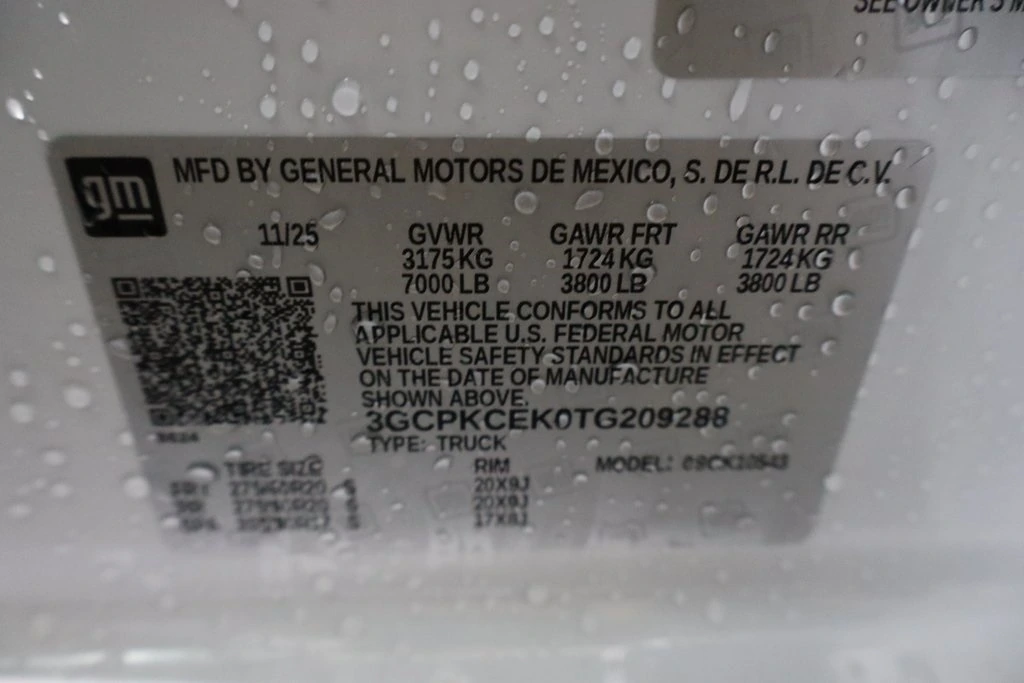 SEE OWNER'S M
gm
MFD BY GENERAL MOTORS DE MEXICO, S. DE R.L. DE C.V.
11/25 GVWR GAWR FRT GAWR RR
3175 KG 1724 KG 1724 KG
7000 LB 3800 LB 3800 LB
THIS VEHICLE CONFORMS TO ALL
APPLICABLE U.S. FEDERAL MOTOR
VEHICLE SAFETY STANDARDS IN EFFECT
ON THE DATE OF MANUFACTURE
SHOWN ABOVE.
3GCPKCEK0TG209288
TYPE: TRUCK
TIRE SIZE RIM MODEL:
20X9J
20X9J
17X8J